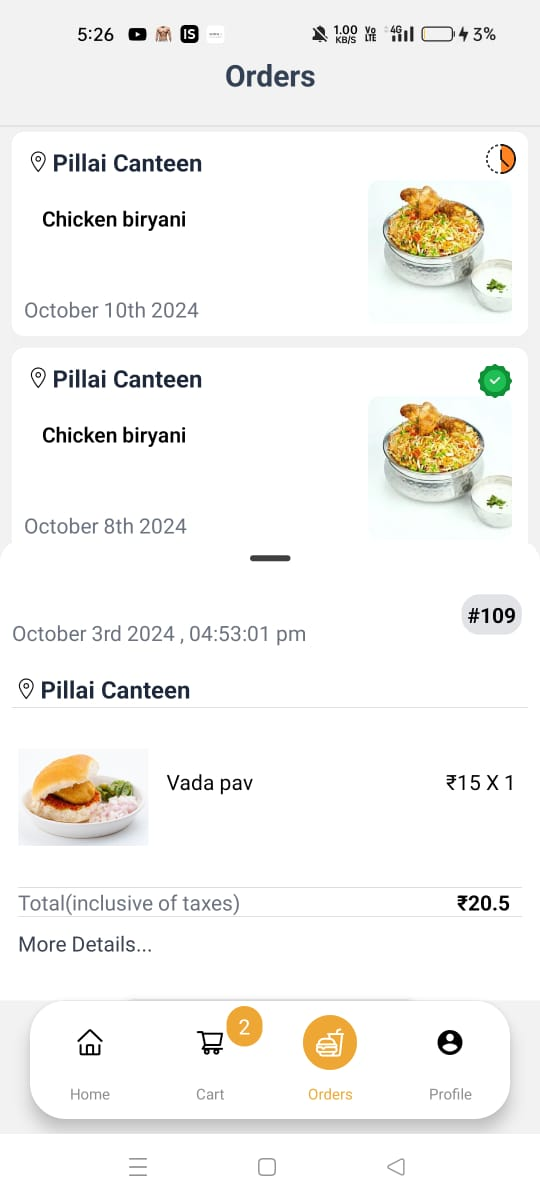 5:26 IS 1.00 KB/S Vo LTE 4G 3%
Orders
Pillai Canteen
Chicken biryani
October 10th 2024
Pillai Canteen
Chicken biryani
October 8th 2024
#109
October 3rd 2024 , 04:53:01 pm
Pillai Canteen
Vada pav ₹15 X 1
Total(inclusive of taxes) ₹20.5
More Details...
2
Home Cart Orders Profile